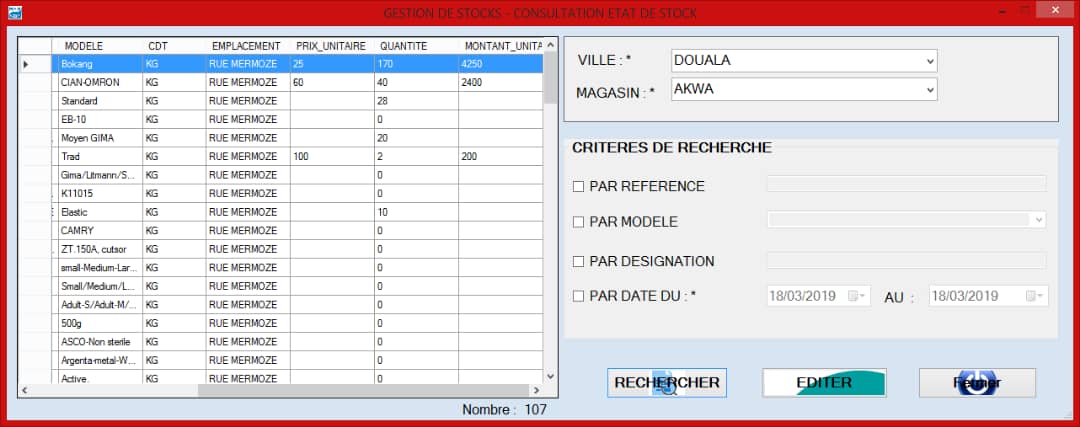 GESTION DE STOCKS - CONSULTATION ETAT DE STOCK
MODELE CDT EMPLACEMENT PRIX_UNITAIRE QUANTITE MONTANT_UNITA
Bokang KG RUE MERMOZE 25 170 4250
CIAN-OMRON KG RUE MERMOZE 60 40 2400
Standard KG RUE MERMOZE 28
EB-10 KG RUE MERMOZE 0
Moyen GIMA KG RUE MERMOZE 20
Trad KG RUE MERMOZE 100 2 200
Gima/Litmann/S... KG RUE MERMOZE 0
K11015 KG RUE MERMOZE 0
Elastic KG RUE MERMOZE 10
CAMRY KG RUE MERMOZE 0
ZT.150A, cutsor KG RUE MERMOZE 0
small-Medium-Lar... KG RUE MERMOZE 0
Small/Medium/L... KG RUE MERMOZE 0
Adult-S/Adult-M/... KG RUE MERMOZE 0
500g KG RUE MERMOZE 0
ASCO-Non sterile KG RUE MERMOZE 0
Argenta-metal-W... KG RUE MERMOZE 0
Active. KG RUE MERMOZE 0
Nombre : 107
VILLE : * DOUALA
MAGASIN : * AKWA
CRITERES DE RECHERCHE
PAR REFERENCE
PAR MODELE
PAR DESIGNATION
PAR DATE DU : * 18/03/2019 AU : 18/03/2019
RECHERCHER EDITER Fermer